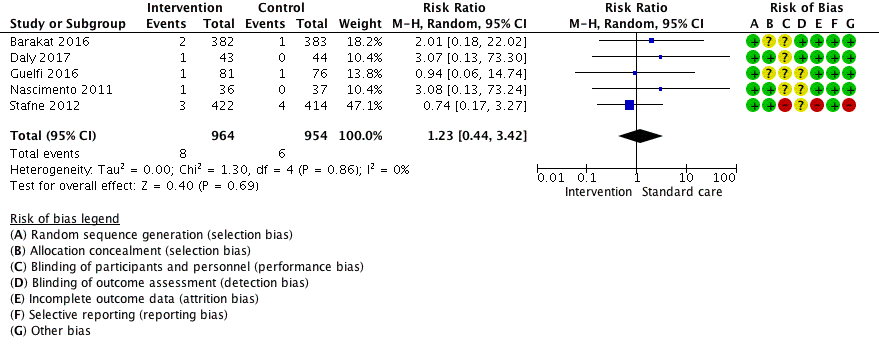 Intervention Control Risk Ratio Risk Ratio Risk of Bias
Study or Subgroup Events Total Events Total Weight M-H, Random, 95% CI M-H, Random, 95% CI A B C D E F G
Barakat 2016 2 382 1 383 18.2% 2.01 [0.18, 22.02] + ? ? + + + +
Daly 2017 1 43 0 44 10.4% 3.07 [0.13, 73.30] + + ? + + + +
Guelfi 2016 1 81 1 76 13.8% 0.94 [0.06, 14.74] + ? ? ? + + +
Nascimento 2011 1 36 0 37 10.4% 3.08 [0.13, 73.24] + + ? ? + + +
Stafne 2012 3 422 4 414 47.1% 0.74 [0.17, 3.27] + + - ? - + -
Total (95% CI) 964 954 100.0% 1.23 [0.44, 3.42]
Total events 8 6
Heterogeneity: Tau² = 0.00; Chi² = 1.30, df = 4 (P = 0.86); I² = 0%
Test for overall effect: Z = 0.40 (P = 0.69)
0.01 0.1 1 10 100
Intervention Standard care
Risk of bias legend
(A) Random sequence generation (selection bias)
(B) Allocation concealment (selection bias)
(C) Blinding of participants and personnel (performance bias)
(D) Blinding of outcome assessment (detection bias)
(E) Incomplete outcome data (attrition bias)
(F) Selective reporting (reporting bias)
(G) Other bias